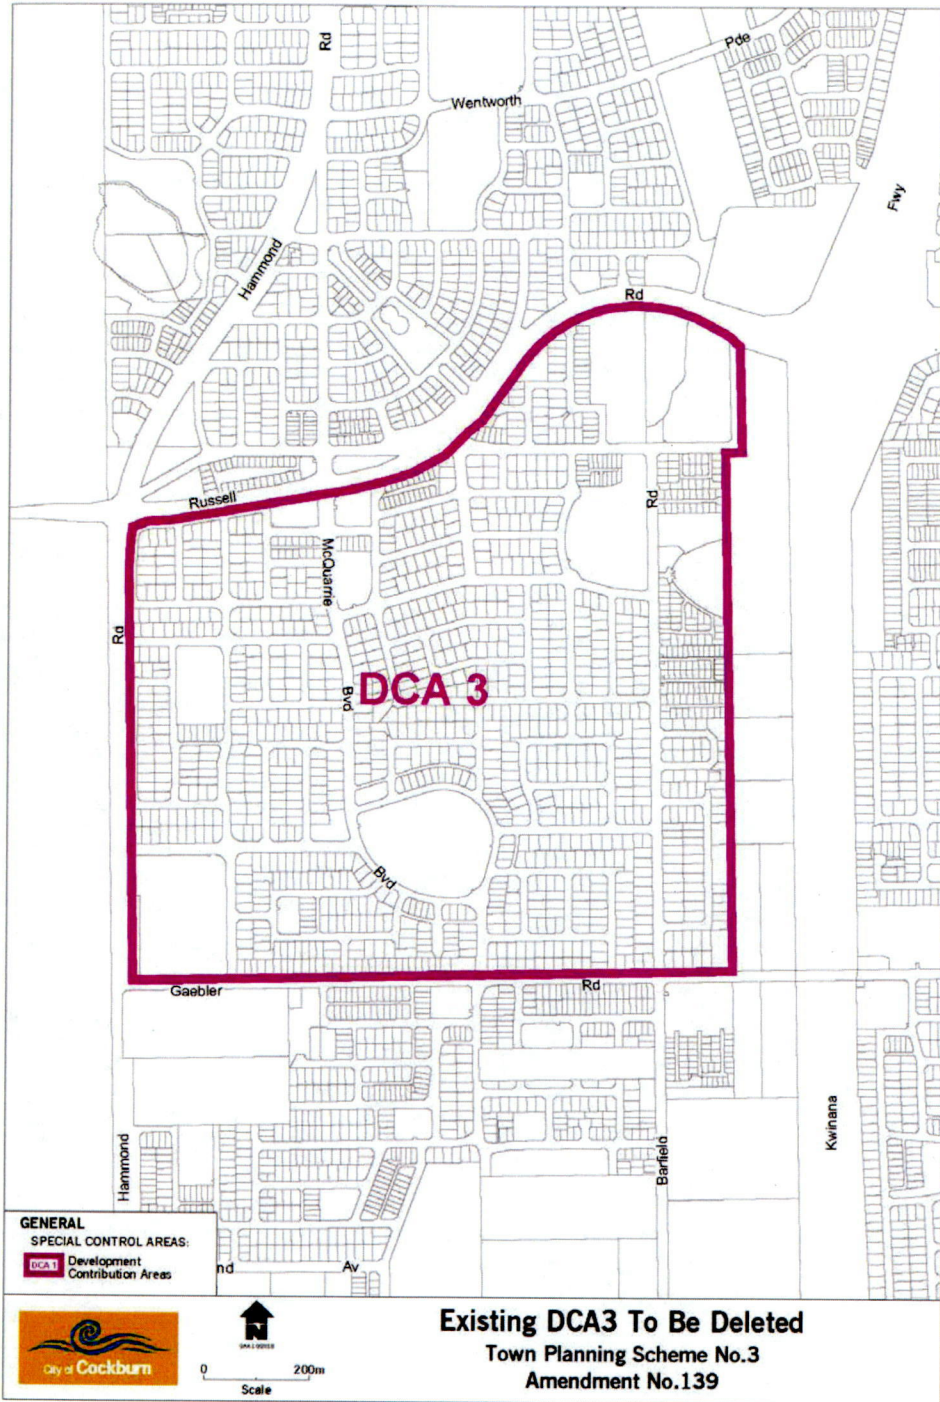 Rd
Pde
Wentworth
Fwy
Hammond
Rd
Russell
Rd
McQuarrie
Rd
Bvd
DCA 3
Bvd
Gaebler
Rd
Hammond
Barfield
Kwinana
nd
Av
GENERAL
SPECIAL CONTROL AREAS:
DCA 1
Development
Contribution Areas
City of Cockburn
N
0 200m
Scale
Existing DCA3 To Be Deleted
Town Planning Scheme No.3
Amendment No.139